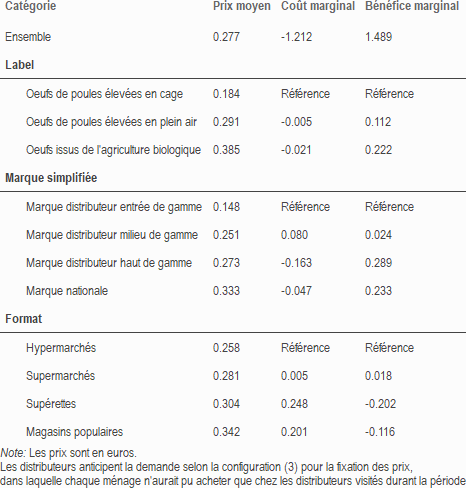 Catégorie Prix moyen Coût marginal Bénéfice marginal
Ensemble 0.277 -1.212 1.489
Label
Oeufs de poules élevées en cage 0.184 Référence Référence
Oeufs de poules élevées en plein air 0.291 -0.005 0.112
Oeufs issus de l'agriculture biologique 0.385 -0.021 0.222
Marque simplifiée
Marque distributeur entrée de gamme 0.148 Référence Référence
Marque distributeur milieu de gamme 0.251 0.080 0.024
Marque distributeur haut de gamme 0.273 -0.163 0.289
Marque nationale 0.333 -0.047 0.233
Format
Hypermarchés 0.258 Référence Référence
Supermarchés 0.281 0.005 0.018
Supérettes 0.304 0.248 -0.202
Magasins populaires 0.342 0.201 -0.116
Note: Les prix sont en euros.
Les distributeurs anticipent la demande selon la configuration (3) pour la fixation des prix,
dans laquelle chaque ménage n'aurait pu acheter que chez les distributeurs visités durant la période